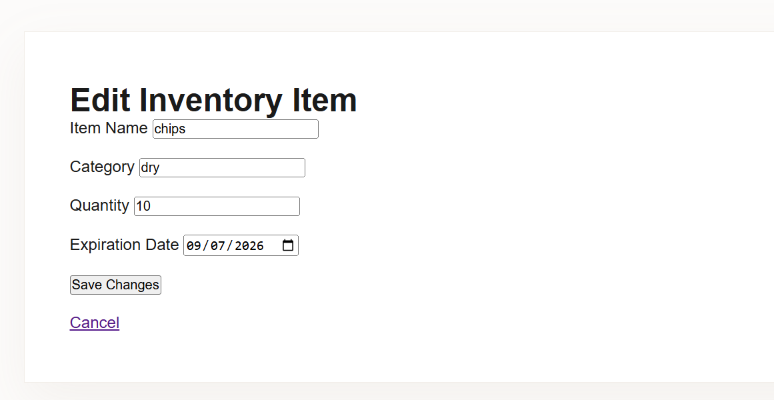 Edit Inventory Item
Item Name chips
Category dry
Quantity 10
Expiration Date 09/07/2026
Save Changes
Cancel